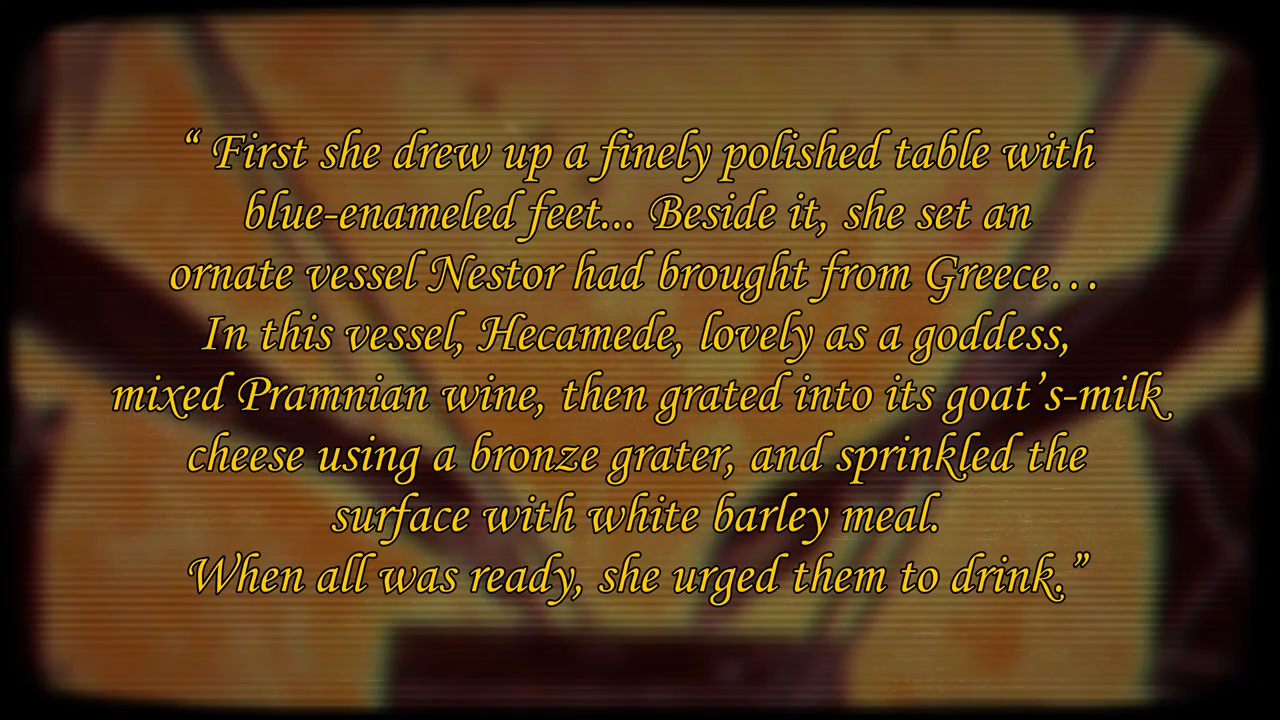 “ First she drew up a finely polished table with
blue-enameled feet... Beside it, she set an
ornate vessel Nestor had brought from Greece…
In this vessel, Hecamede, lovely as a goddess,
mixed Pramnian wine, then grated into its goat’s-milk
cheese using a bronze grater, and sprinkled the
surface with white barley meal.
When all was ready, she urged them to drink.”